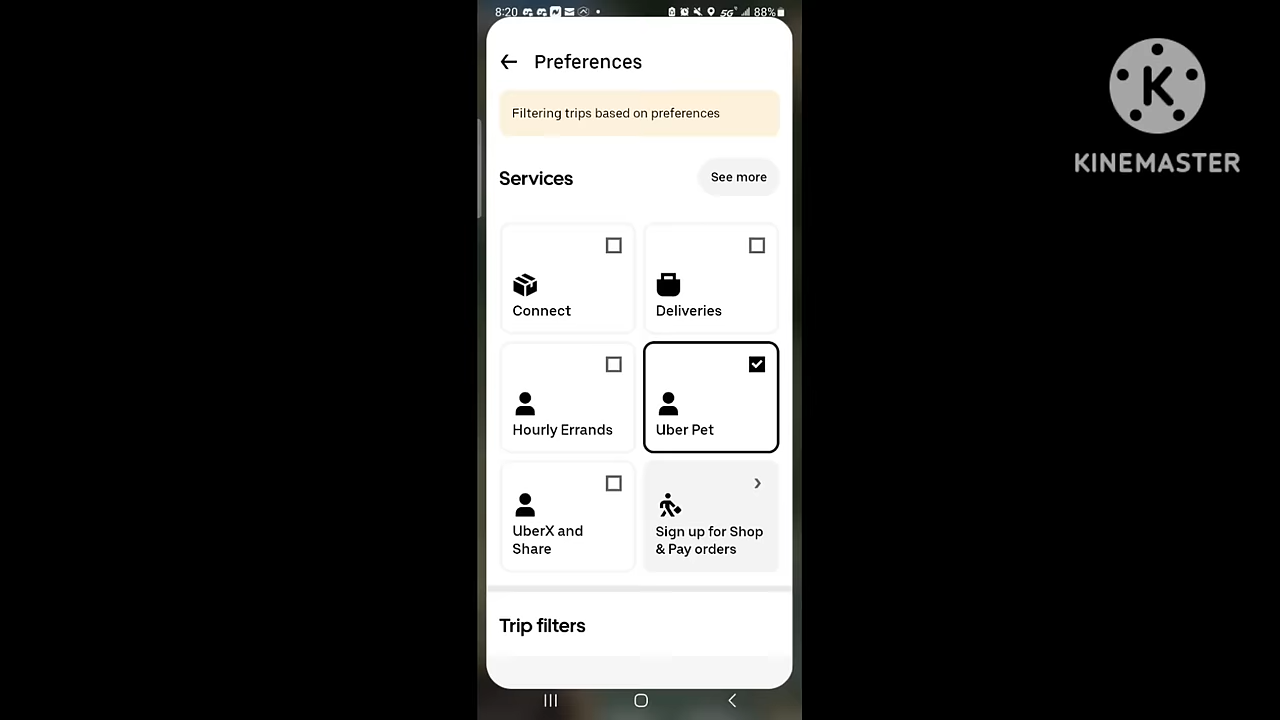 8:20
5G
88%
Preferences
Filtering trips based on preferences
Services
See more
Connect
Deliveries
Hourly Errands
Uber Pet
UberX and
Share
Sign up for Shop
& Pay orders
Trip filters
K
KINEMASTER